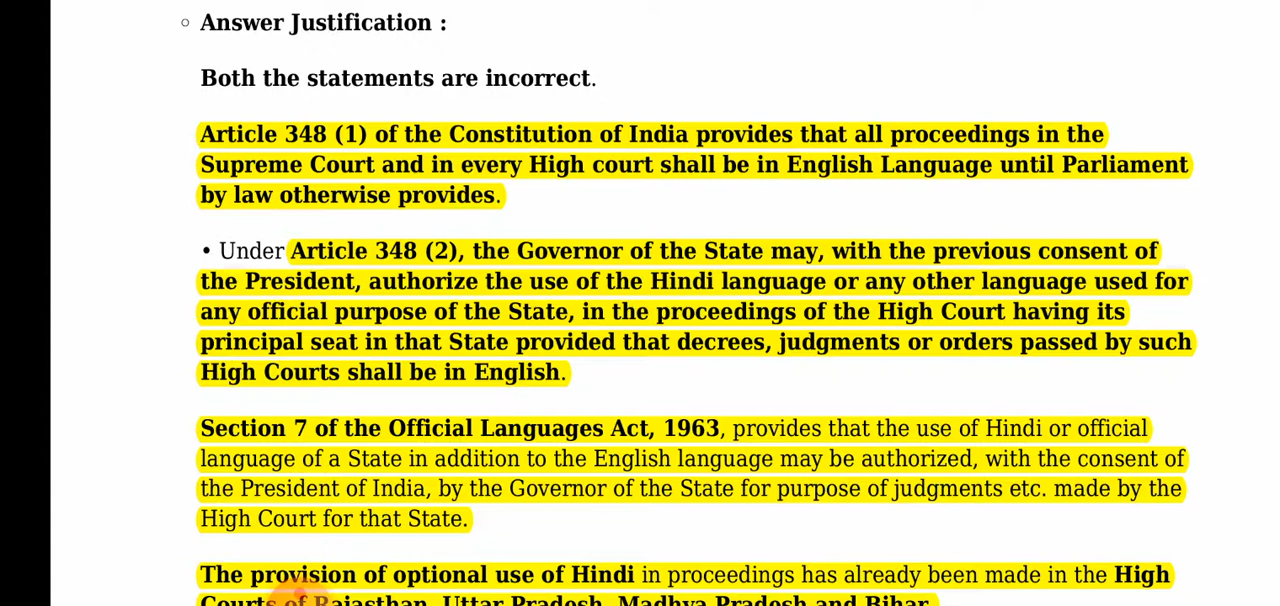 Answer Justification :
Both the statements are incorrect.
Article 348 (1) of the Constitution of India provides that all proceedings in the
Supreme Court and in every High court shall be in English Language until Parliament
by law otherwise provides.
• Under Article 348 (2), the Governor of the State may, with the previous consent of
the President, authorize the use of the Hindi language or any other language used for
any official purpose of the State, in the proceedings of the High Court having its
principal seat in that State provided that decrees, judgments or orders passed by such
High Courts shall be in English.
Section 7 of the Official Languages Act, 1963, provides that the use of Hindi or official
language of a State in addition to the English language may be authorized, with the consent of
the President of India, by the Governor of the State for purpose of judgments etc. made by the
High Court for that State.
The provision of optional use of Hindi in proceedings has already been made in the High
Courts of Rajasthan, Uttar Pradesh, Madhya Pradesh and Bihar.